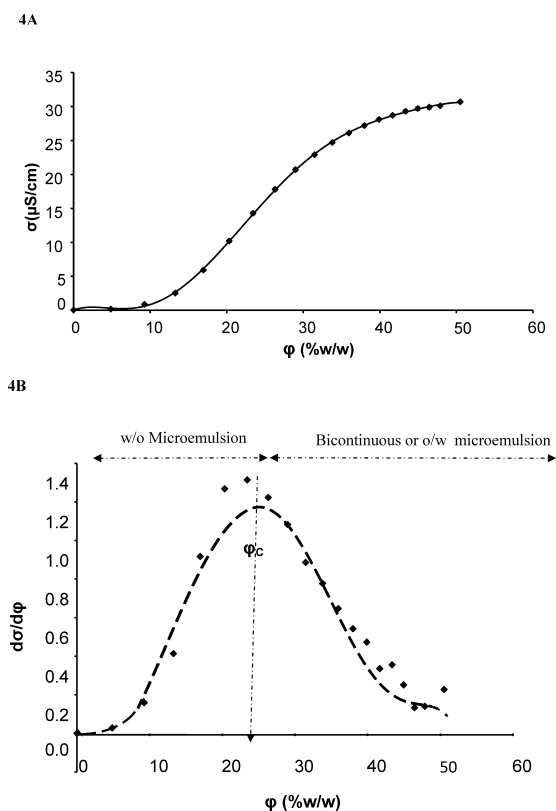 4A
35
30
25
20
15
10
5
0
σ(µS/cm)
0 10 20 30 40 50 60
φ (%w/w)
4B
w/o Microemulsion
Bicontinuous or o/w microemulsion
1.4
1.2
1.0
0.8
0.6
0.4
0.2
0.0
dσ/dφ
φC
0 10 20 30 40 50 60
φ (%w/w)